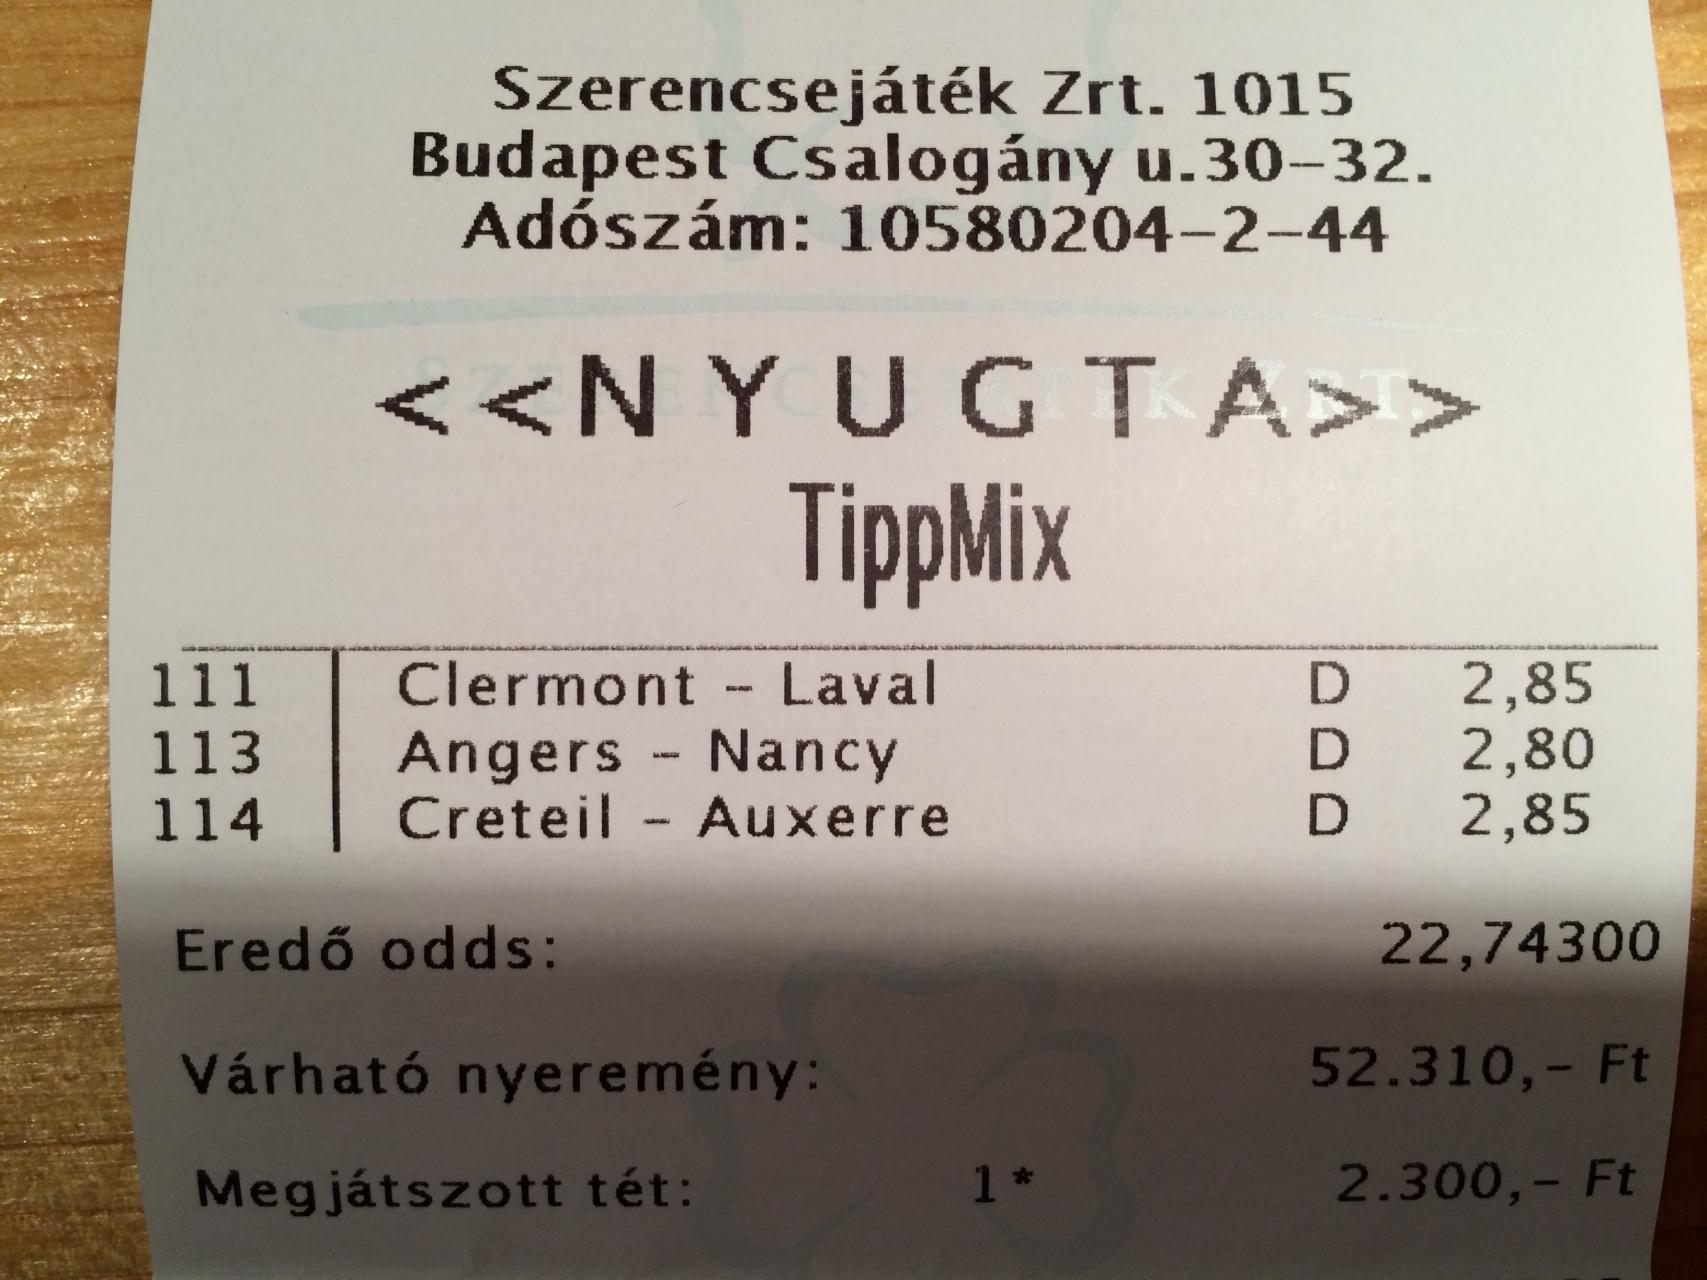 Szerencsejáték Zrt. 1015
Budapest Csalogány u.30-32.
Adószám: 10580204-2-44
SZERENCSEJÁTÉK ZRT.
<<NYUGTA>>
TippMix
111 Clermont - Laval D 2,85
113 Angers - Nancy D 2,80
114 Creteil - Auxerre D 2,85
Eredő odds: 22,74300
Várható nyeremény: 52.310,- Ft
Megjátszott tét: 1* 2.300,- Ft